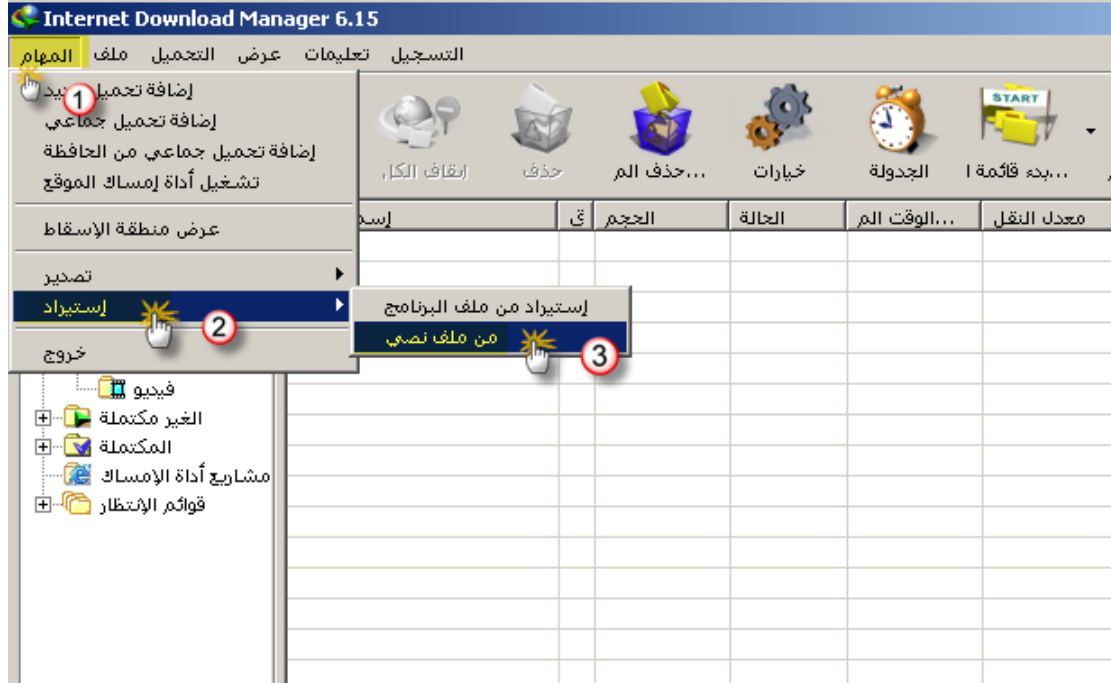 Internet Download Manager 6.15
المهام ملف التحميل عرض تعليمات التسجيل
إضافة تحميل
1
إضافة تحميل جماعي
إضافة تحميل جماعي من الحافظة
تشغيل أداة إمساك الموقع
عرض منطقة الإسقاط
تصدير
إستيراد
2
خروج
إستيراد من ملف البرنامج
من ملف نصي
3
إيقاف الكل
حذف
حذف الم...
خيارات
الجدولة
START
بدء قائمة ا...
ق
الحجم
الحالة
الوقت الم...
معدل النقل
فيديو
الغير مكتملة
المكتملة
مشاريع أداة الإمساك
قوائم الإنتظار